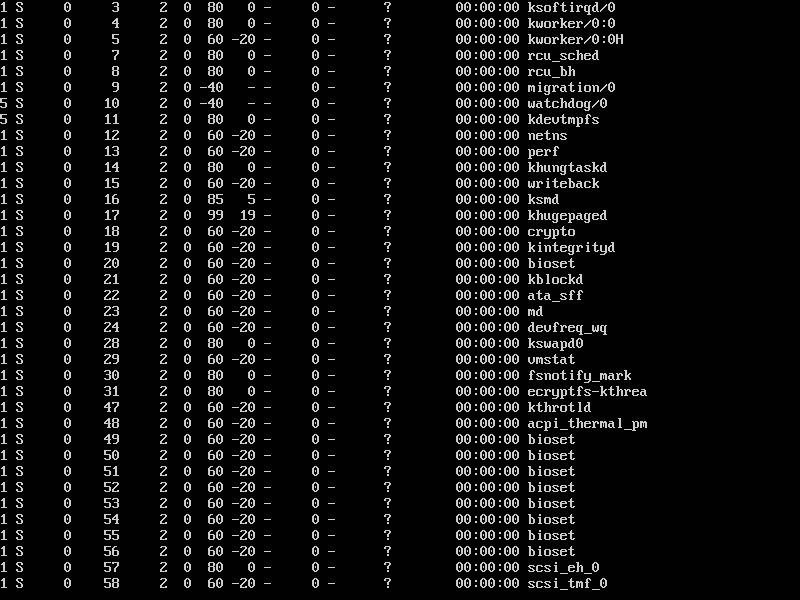 1 S     0     3     2  0  80   0 -     0 -      ?        00:00:00 ksoftirqd/0
1 S     0     4     2  0  80   0 -     0 -      ?        00:00:00 kworker/0:0
1 S     0     5     2  0  60 -20 -     0 -      ?        00:00:00 kworker/0:0H
1 S     0     7     2  0  80   0 -     0 -      ?        00:00:00 rcu_sched
1 S     0     8     2  0  80   0 -     0 -      ?        00:00:00 rcu_bh
1 S     0     9     2  0 -40   - -     0 -      ?        00:00:00 migration/0
5 S     0    10     2  0 -40   - -     0 -      ?        00:00:00 watchdog/0
5 S     0    11     2  0  80   0 -     0 -      ?        00:00:00 kdevtmpfs
1 S     0    12     2  0  60 -20 -     0 -      ?        00:00:00 netns
1 S     0    13     2  0  60 -20 -     0 -      ?        00:00:00 perf
1 S     0    14     2  0  80   0 -     0 -      ?        00:00:00 khungtaskd
1 S     0    15     2  0  60 -20 -     0 -      ?        00:00:00 writeback
1 S     0    16     2  0  85   5 -     0 -      ?        00:00:00 ksmd
1 S     0    17     2  0  99  19 -     0 -      ?        00:00:00 khugepaged
1 S     0    18     2  0  60 -20 -     0 -      ?        00:00:00 crypto
1 S     0    19     2  0  60 -20 -     0 -      ?        00:00:00 kintegrityd
1 S     0    20     2  0  60 -20 -     0 -      ?        00:00:00 bioset
1 S     0    21     2  0  60 -20 -     0 -      ?        00:00:00 kblockd
1 S     0    22     2  0  60 -20 -     0 -      ?        00:00:00 ata_sff
1 S     0    23     2  0  60 -20 -     0 -      ?        00:00:00 md
1 S     0    24     2  0  60 -20 -     0 -      ?        00:00:00 devfreq_wq
1 S     0    28     2  0  80   0 -     0 -      ?        00:00:00 kswapd0
1 S     0    29     2  0  60 -20 -     0 -      ?        00:00:00 vmstat
1 S     0    30     2  0  80   0 -     0 -      ?        00:00:00 fsnotify_mark
1 S     0    31     2  0  80   0 -     0 -      ?        00:00:00 ecryptfs-kthrea
1 S     0    47     2  0  60 -20 -     0 -      ?        00:00:00 kthrotld
1 S     0    48     2  0  60 -20 -     0 -      ?        00:00:00 acpi_thermal_pm
1 S     0    49     2  0  60 -20 -     0 -      ?        00:00:00 bioset
1 S     0    50     2  0  60 -20 -     0 -      ?        00:00:00 bioset
1 S     0    51     2  0  60 -20 -     0 -      ?        00:00:00 bioset
1 S     0    52     2  0  60 -20 -     0 -      ?        00:00:00 bioset
1 S     0    53     2  0  60 -20 -     0 -      ?        00:00:00 bioset
1 S     0    54     2  0  60 -20 -     0 -      ?        00:00:00 bioset
1 S     0    55     2  0  60 -20 -     0 -      ?        00:00:00 bioset
1 S     0    56     2  0  60 -20 -     0 -      ?        00:00:00 bioset
1 S     0    57     2  0  80   0 -     0 -      ?        00:00:00 scsi_eh_0
1 S     0    58     2  0  60 -20 -     0 -      ?        00:00:00 scsi_tmf_0